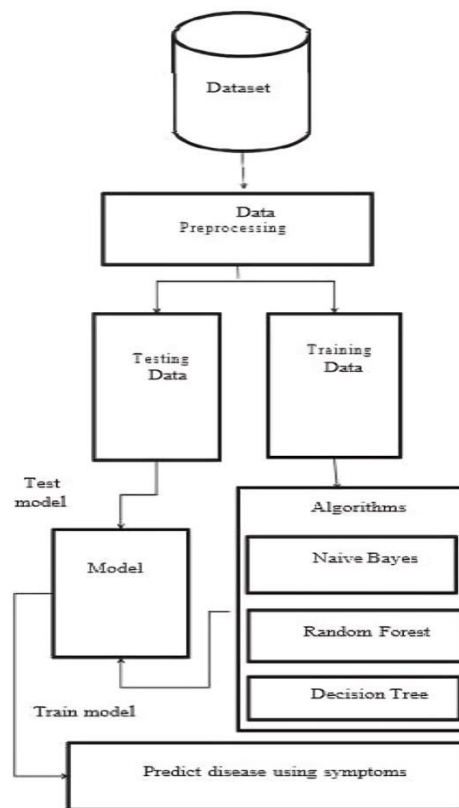 Dataset
Data
Preprocessing
Testing
Data
Training
Data
Test
model
Algorithms
Naive Bayes
Model
Random Forest
Decision Tree
Train model
Predict disease using symptoms